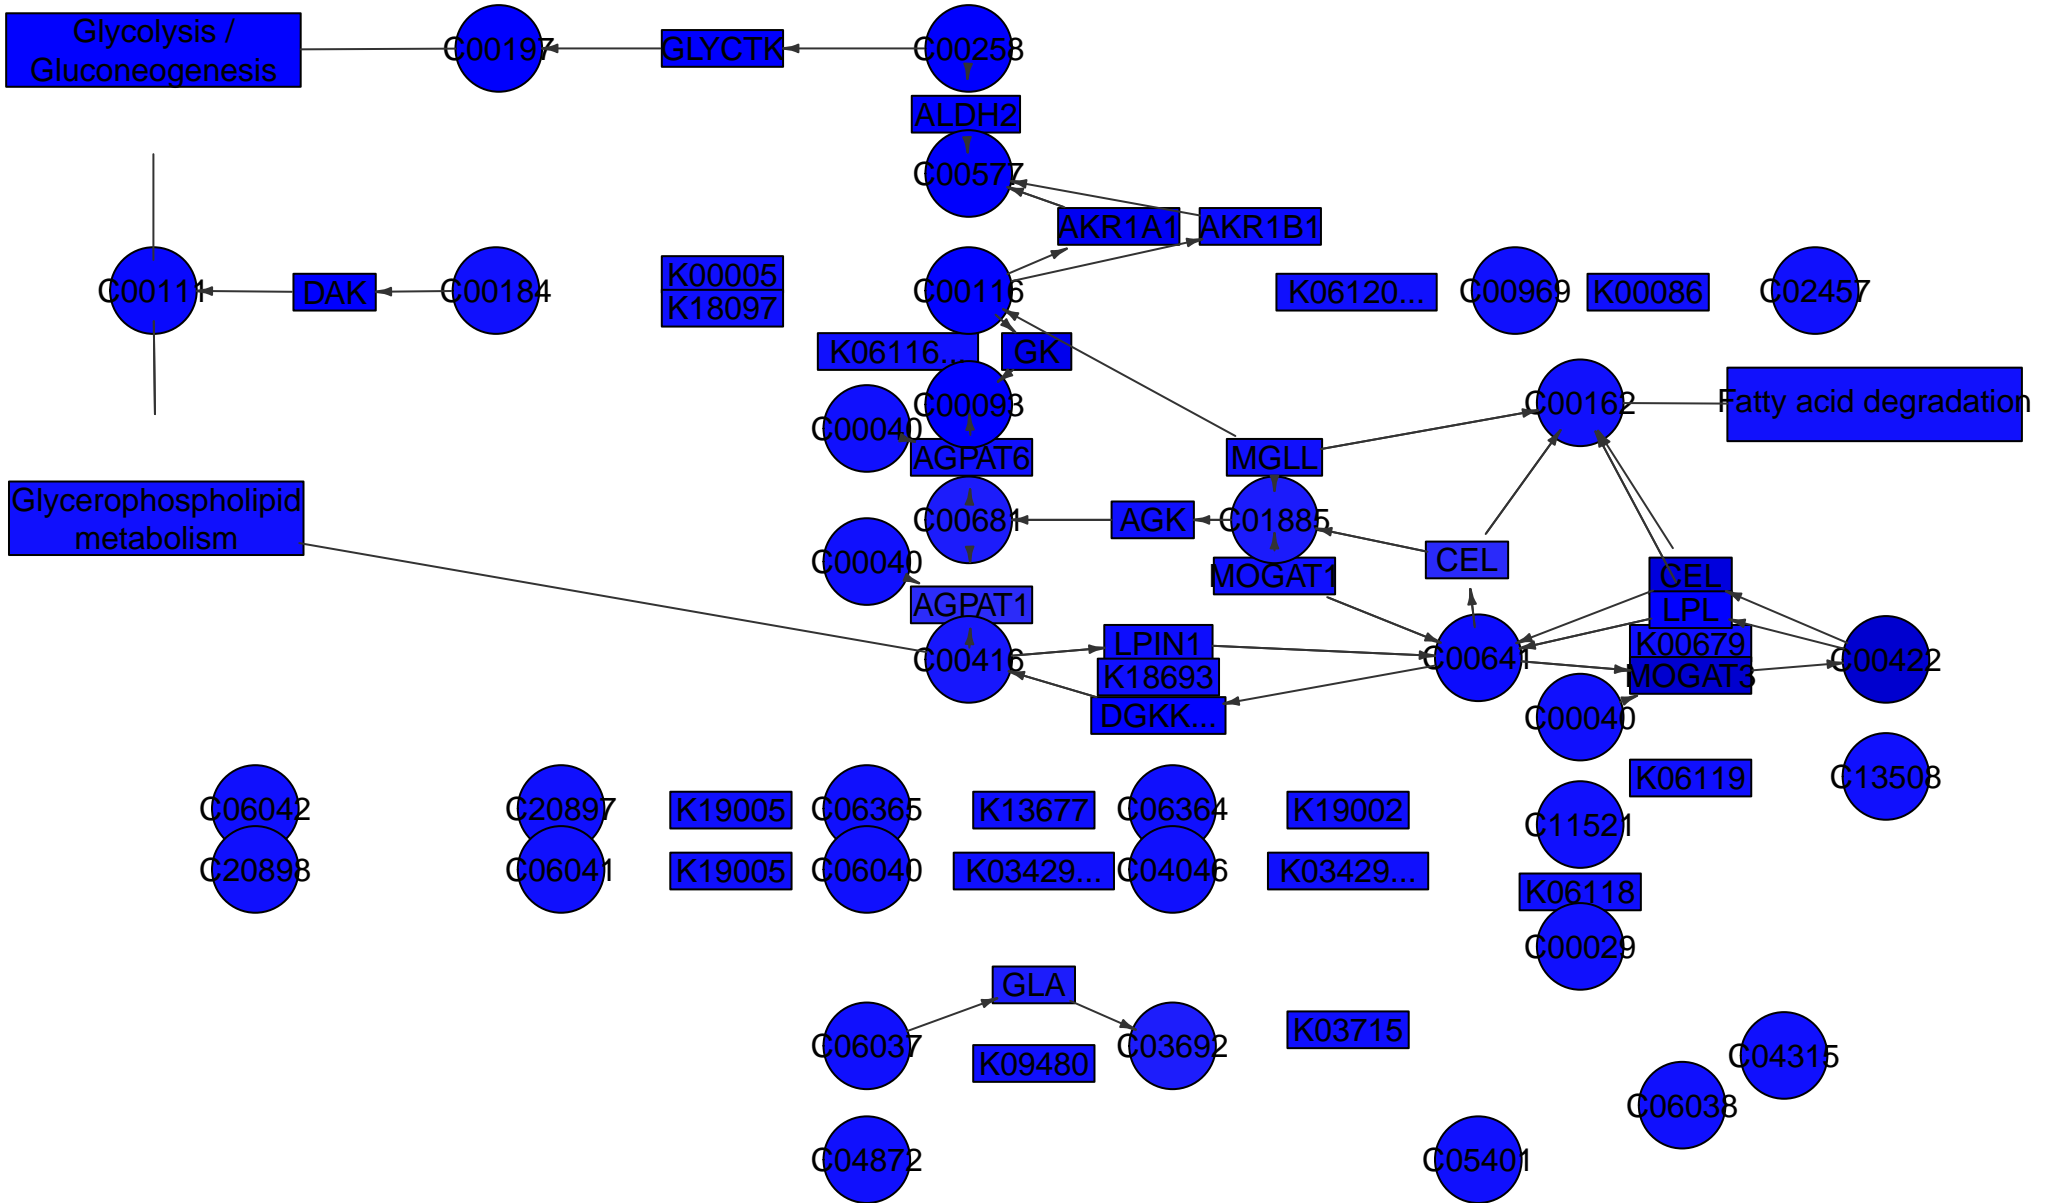 Glycolysis /
Gluconeogenesis
C00197
GLYCTK
C00258
ALDH2
C00577
AKR1A1
AKR1B1
C00111
DAK
C00184
K00005
K18097
C00116
K06120...
C00969
K00086
C02457
K06116...
GK
C00093
C00040
AGPAT6
MGLL
C00162
Fatty acid degradation
Glycerophospholipid
metabolism
C00681
AGK
C01885
C00040
MOGAT1
CEL
CEL
AGPAT1
LPL
C00416
LPIN1
K18693
DGKK...
C00641
K00679
MOGAT3
C00422
C00040
K06119
C13508
C06042
C20897
K19005
C06365
K13677
C06364
K19002
C11521
C20898
C06041
K19005
C06040
K03429...
C04046
K03429...
K06118
C00029
GLA
C06037
K09480
C03692
K03715
C04315
C06038
C04872
C05401